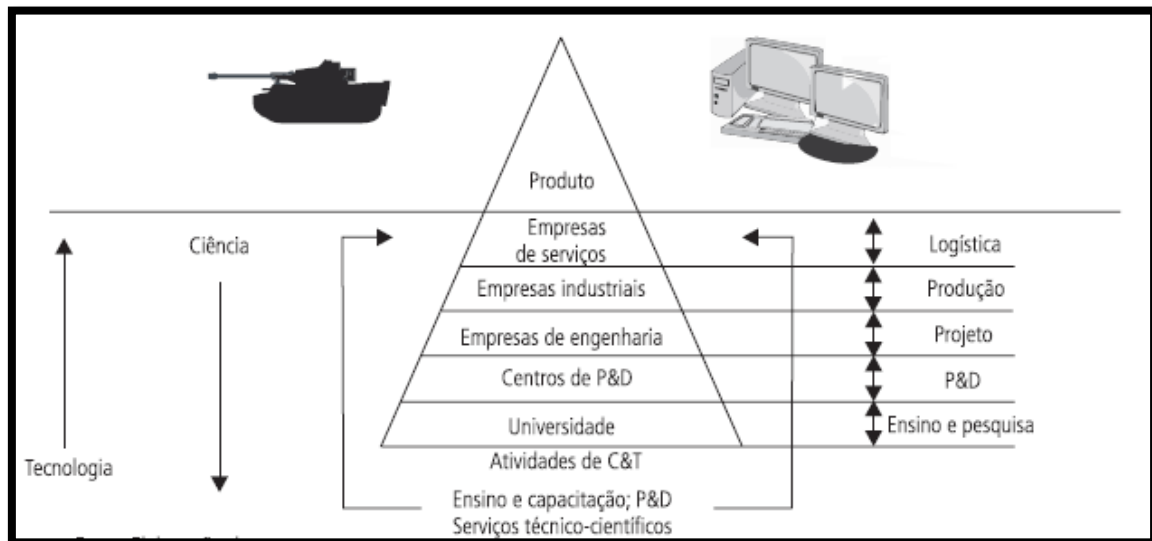 Produto
Empresas
de serviços
Ciência
Logística
Empresas industriais
Produção
Empresas de engenharia
Projeto
Centros de P&D
P&D
Universidade
Ensino e pesquisa
Tecnologia
Atividades de C&T
Ensino e capacitação; P&D
Serviços técnico-científicos